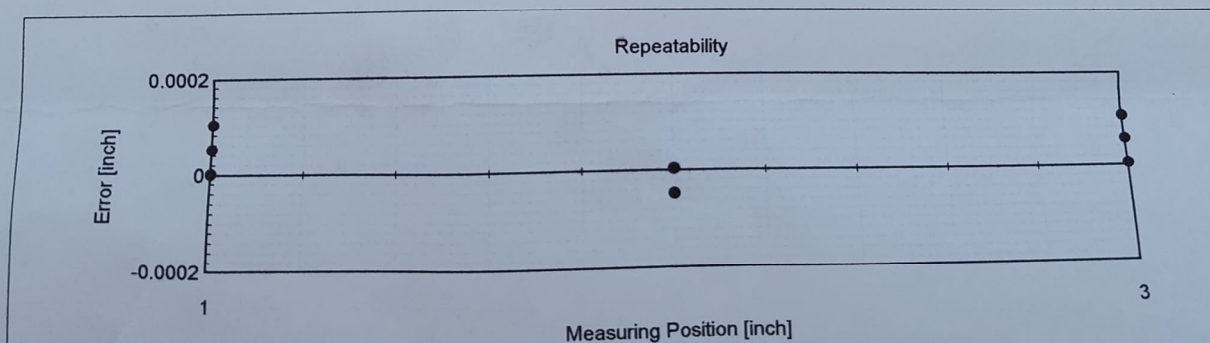 Repeatability
0.0002
Error [inch]
0
-0.0002
1
3
Measuring Position [inch]